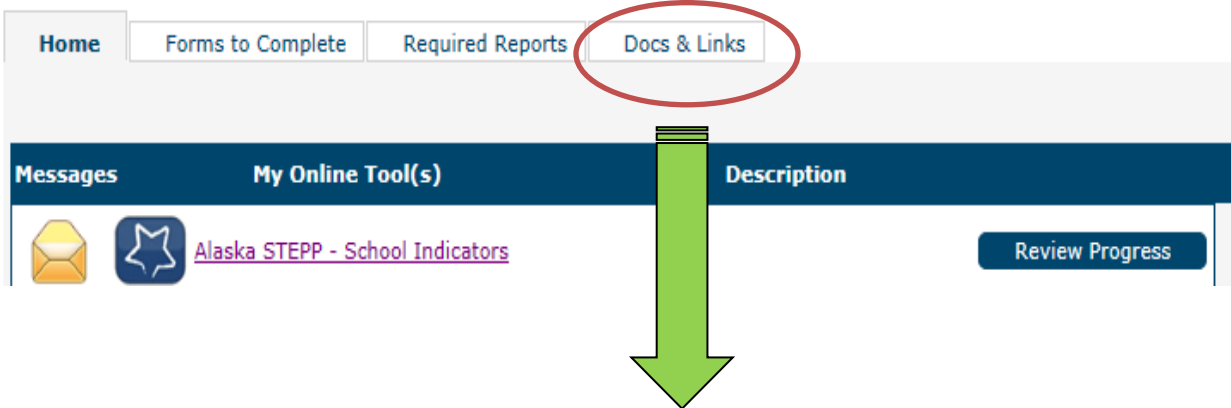 Home Forms to Complete Required Reports Docs & Links
Messages My Online Tool(s) Description
Alaska STEPP - School Indicators Review Progress